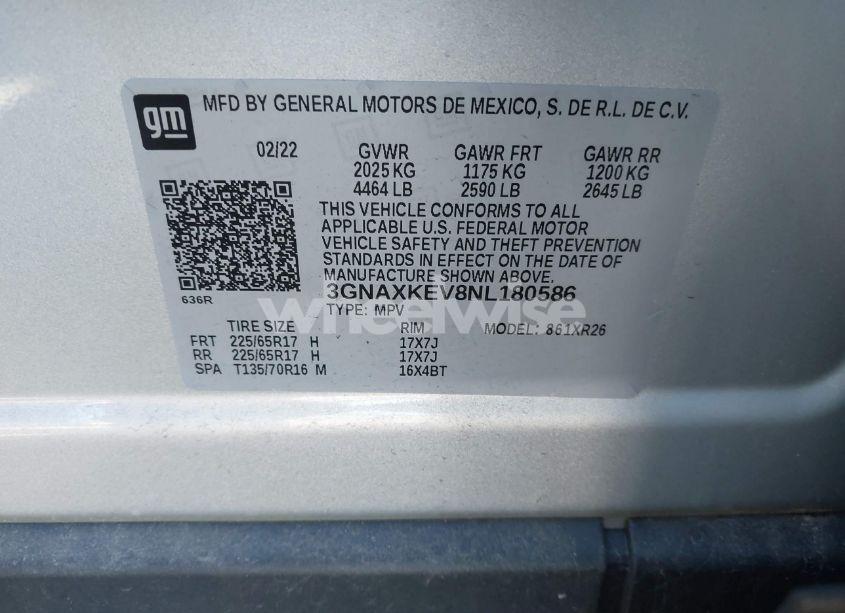 gm
MFD BY GENERAL MOTORS DE MEXICO, S. DE R.L. DE C.V.
02/22 GVWR GAWR FRT GAWR RR
2025 KG 1175 KG 1200 KG
4464 LB 2590 LB 2645 LB
THIS VEHICLE CONFORMS TO ALL
APPLICABLE U.S. FEDERAL MOTOR
VEHICLE SAFETY AND THEFT PREVENTION
STANDARDS IN EFFECT ON THE DATE OF
MANUFACTURE SHOWN ABOVE.
636R
3GNAXKEV8NL180586
wheelwise
TYPE: MPV
TIRE SIZE RIM MODEL: 861XR26
FRT 225/65R17 H 17X7J
RR 225/65R17 H 17X7J
SPA T135/70R16 M 16X4BT